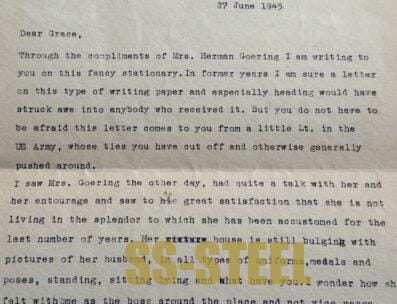 27 June 1945
Dear Grace,
Through the compliments of Mrs. Herman Goering I am writing to
you on this fancy stationary. In former years I am sure a letter
on this type of writing paper and especially heading would have
struck awe into anybody who received it. But you do not have to
be afraid this letter comes to you from a little Lt. in the
US Army, whose ties you have cut off and otherwise generally
pushed around.
I saw Mrs. Goering the other day, had quite a talk with her and
her entourage and saw to my great satisfaction that she is not
living in the splendor to which she has been accustomed for the
last number of years. Her house is still bulging with
pictures of her husband, in all types of uniforms, medals and
poses, standing, sitting lying and what have you. I wonder how sh
felt with me as the boss around the place and not vice versa
SS-STEEL